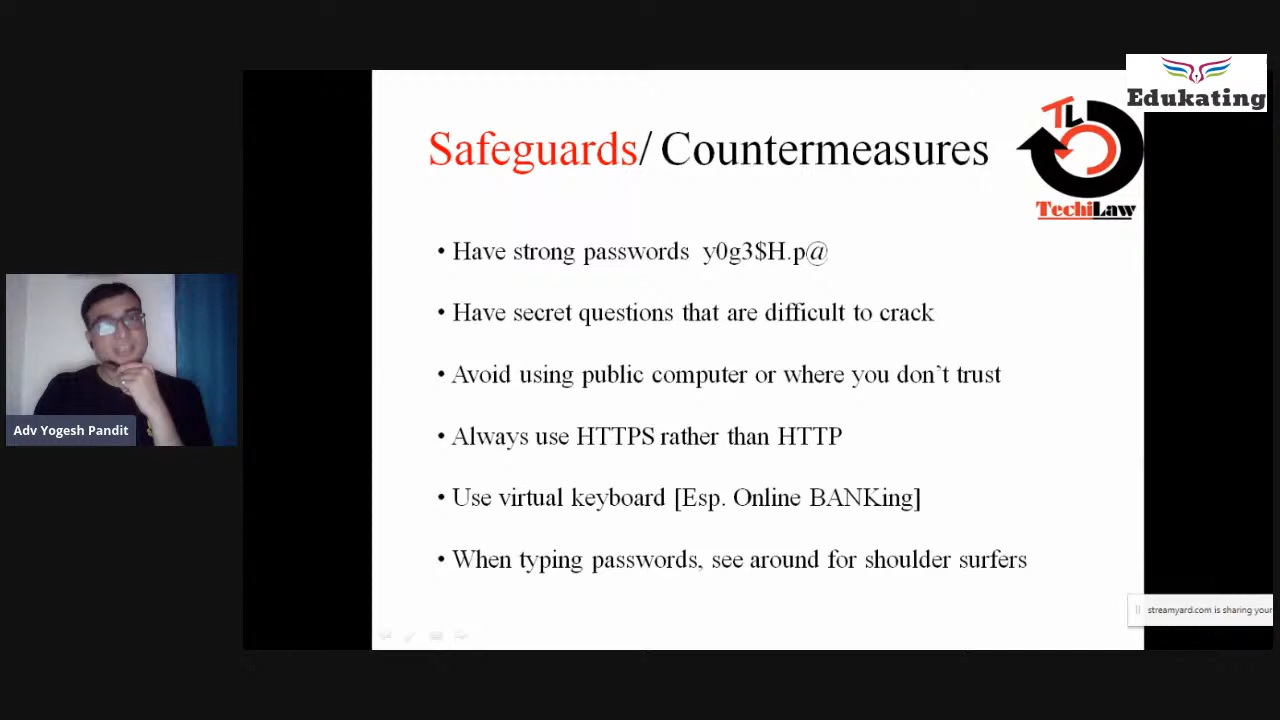 Edukating
TL
Safeguards/ Countermeasures
TechiLaw
• Have strong passwords y0g3$H.p@
• Have secret questions that are difficult to crack
• Avoid using public computer or where you don't trust
• Always use HTTPS rather than HTTP
Adv Yogesh Pandit
• Use virtual keyboard [Esp. Online BANKing]
• When typing passwords, see around for shoulder surfers
streamyard.com is sharing your